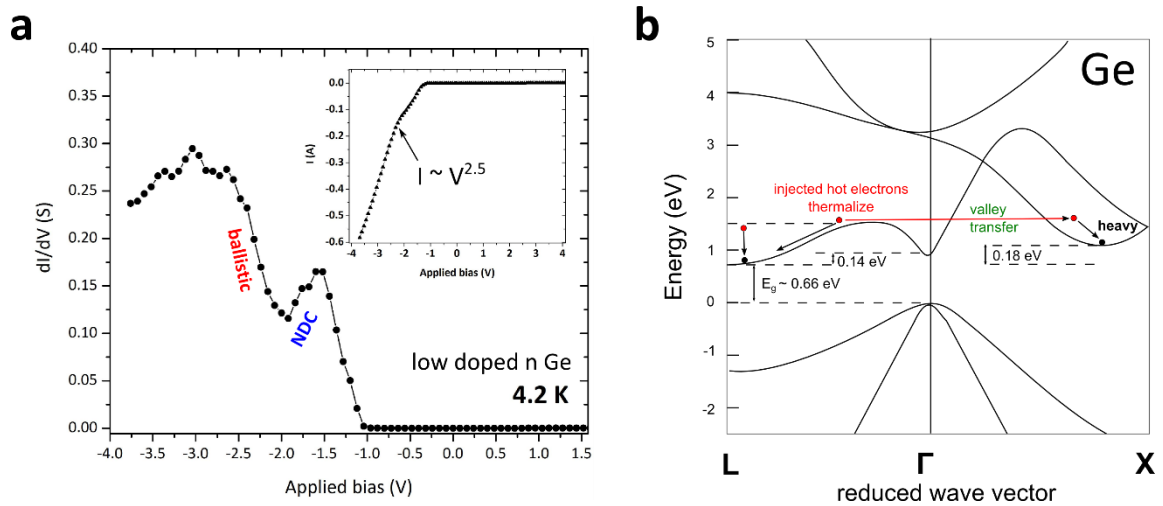 a
0.40
0.35
0.30
0.25
0.20
0.15
0.10
0.05
0.00
dI/dV (S)
-4.0 -3.5 -3.0 -2.5 -2.0 -1.5 -1.0 -0.5 0.0 0.5 1.0 1.5
Applied bias (V)
ballistic
NDC
low doped n Ge
4.2 K
0.0
-0.1
-0.2
-0.3
-0.4
-0.5
-0.6
I (A)
-4 -3 -2 -1 0 1 2 3 4
Applied bias (V)
I ~ V^2.5
b
Ge
5
4
3
2
1
0
-1
-2
Energy (eV)
injected hot electrons
thermalize
valley
transfer
heavy
0.14 eV
0.18 eV
E_g ~ 0.66 eV
L Γ X
reduced wave vector